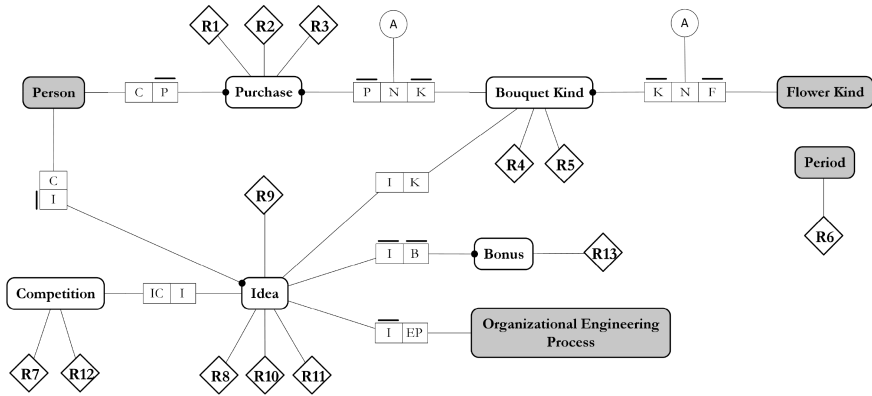 R1 R2 R3
A A
Person C P Purchase P N K Bouquet Kind K N F Flower Kind
R4 R5
Period
C
I
I K
R9
R6
I B Bonus R13
Competition IC I Idea
I EP Organizational Engineering
Process
R7 R12 R8 R10 R11